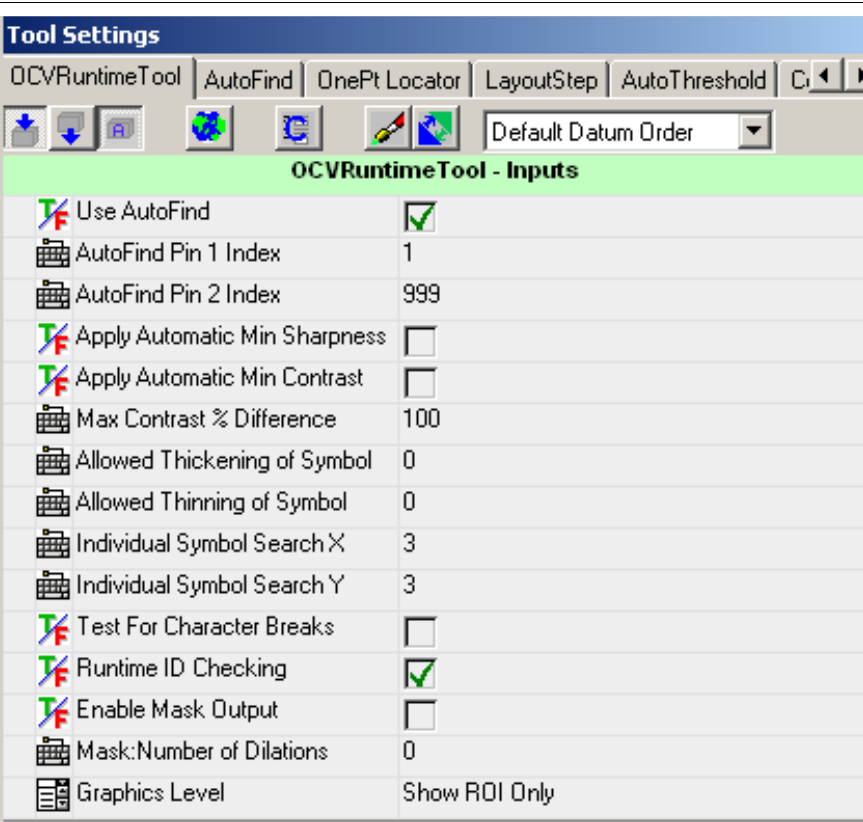 Tool Settings
OCVRuntimeTool AutoFind OnePt Locator LayoutStep AutoThreshold
A Default Datum Order
OCVRuntimeTool - Inputs
T/F Use AutoFind
AutoFind Pin 1 Index 1
AutoFind Pin 2 Index 999
T/F Apply Automatic Min Sharpness
T/F Apply Automatic Min Contrast
Max Contrast % Difference 100
Allowed Thickening of Symbol 0
Allowed Thinning of Symbol 0
Individual Symbol Search X 3
Individual Symbol Search Y 3
T/F Test For Character Breaks
T/F Runtime ID Checking
T/F Enable Mask Output
Mask:Number of Dilations 0
Graphics Level Show ROI Only